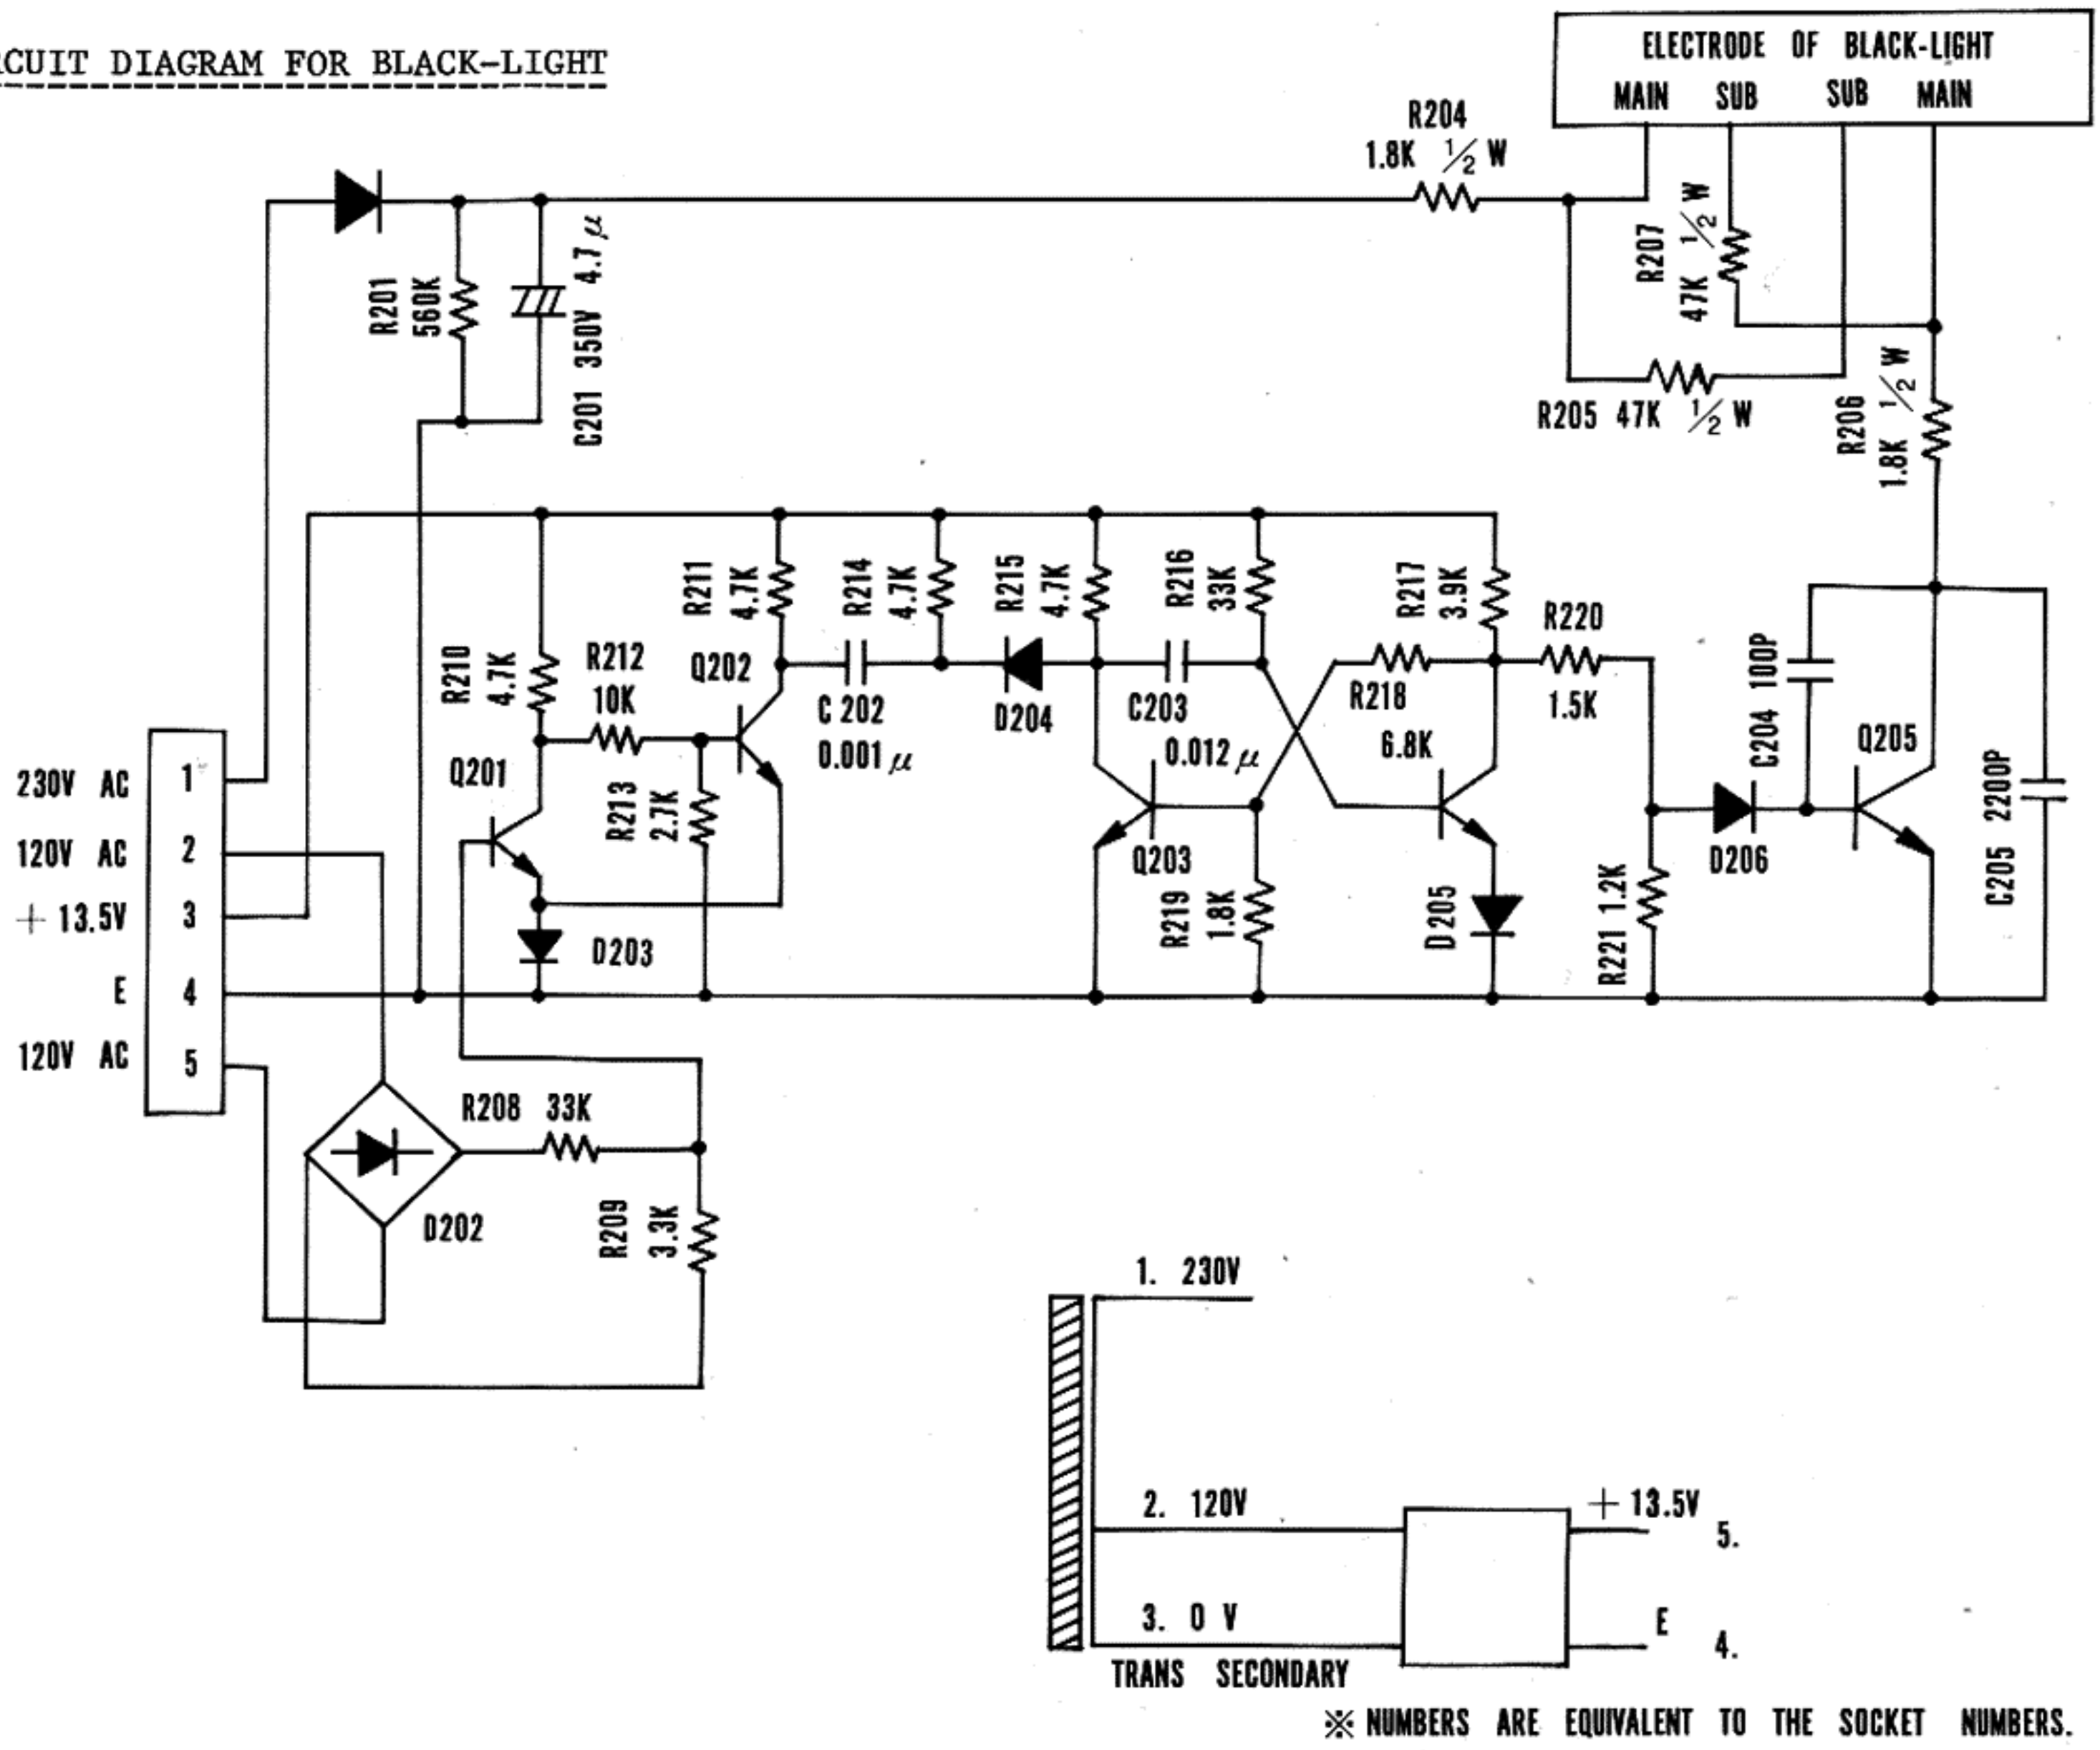 RCUIT DIAGRAM FOR BLACK-LIGHT
ELECTRODE OF BLACK-LIGHT
MAIN SUB SUB MAIN
R204
1.8K 1/2 W
R207
47K 1/2 W
R205 47K 1/2 W
R206
1.8K 1/2 W
R201
560K
C201 350V 4.7μ
R210
4.7K
R212
10K
R211
4.7K
Q202
R214
4.7K
C 202
0.001μ
R215
4.7K
D204
R216
33K
C203
0.012μ
R217
3.9K
R218
6.8K
R220
1.5K
C204 100P
Q205
C205 2200P
Q201
R213
2.7K
D203
Q203
R219
1.8K
D205
R221 1.2K
D206
230V AC 1
120V AC 2
+ 13.5V 3
E 4
120V AC 5
R208 33K
D202
R209
3.3K
1. 230V
2. 120V
+ 13.5V
5.
3. 0 V
E
4.
TRANS SECONDARY
※ NUMBERS ARE EQUIVALENT TO THE SOCKET NUMBERS.